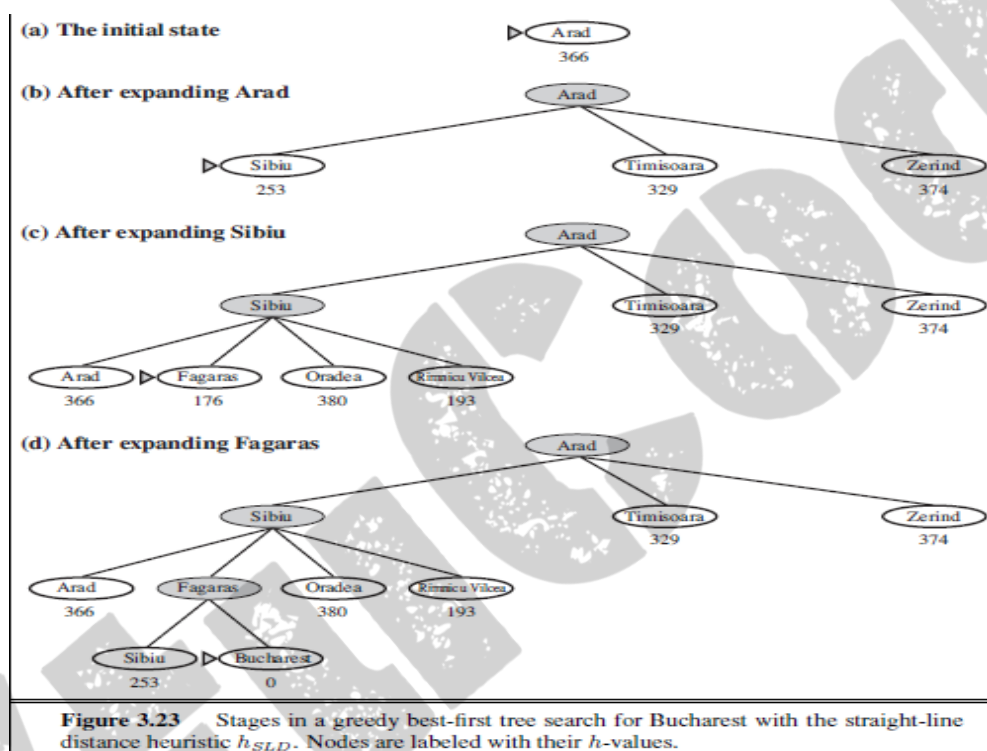 (a) The initial state
Arad
366
(b) After expanding Arad
Arad
Sibiu Timisoara Zerind
253 329 374
(c) After expanding Sibiu
Arad
Sibiu Timisoara Zerind
329 374
Arad Fagaras Oradea Rimnicu Vilcea
366 176 380 193
(d) After expanding Fagaras
Arad
Sibiu Timisoara Zerind
329 374
Arad Fagaras Oradea Rimnicu Vilcea
366 380 193
Sibiu Bucharest
253 0
Figure 3.23 Stages in a greedy best-first tree search for Bucharest with the straight-line
distance heuristic hSLD. Nodes are labeled with their h-values.